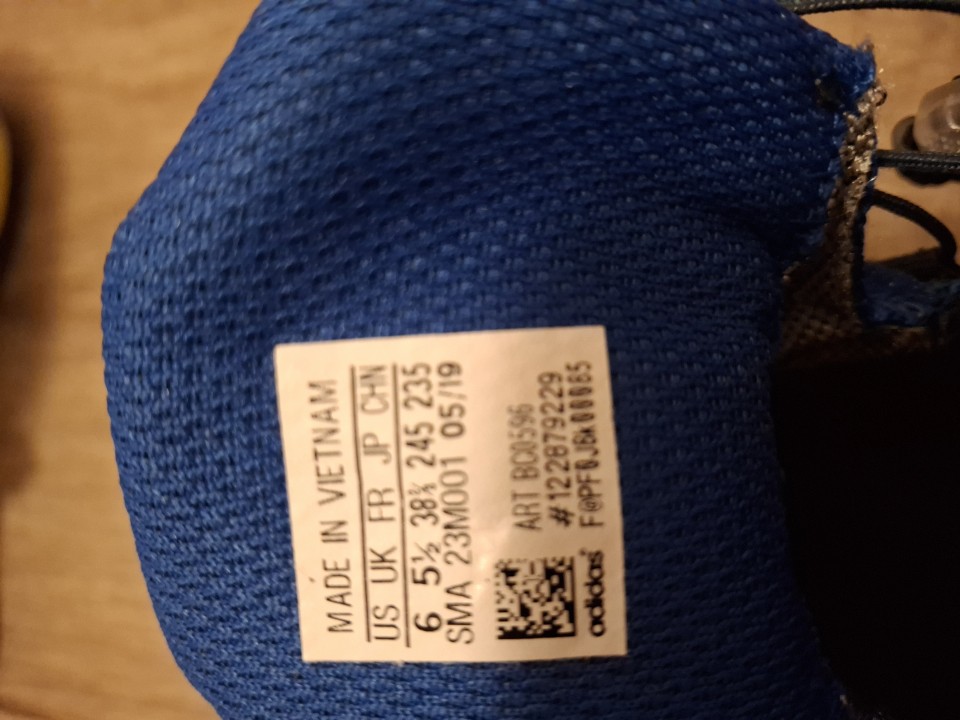 MADE IN VIETNAM
US UK FR JP CHN
6 5½ 38⅔ 245 235
SMA 23M001 05/19
ART BC0596
#122879229
adidas®